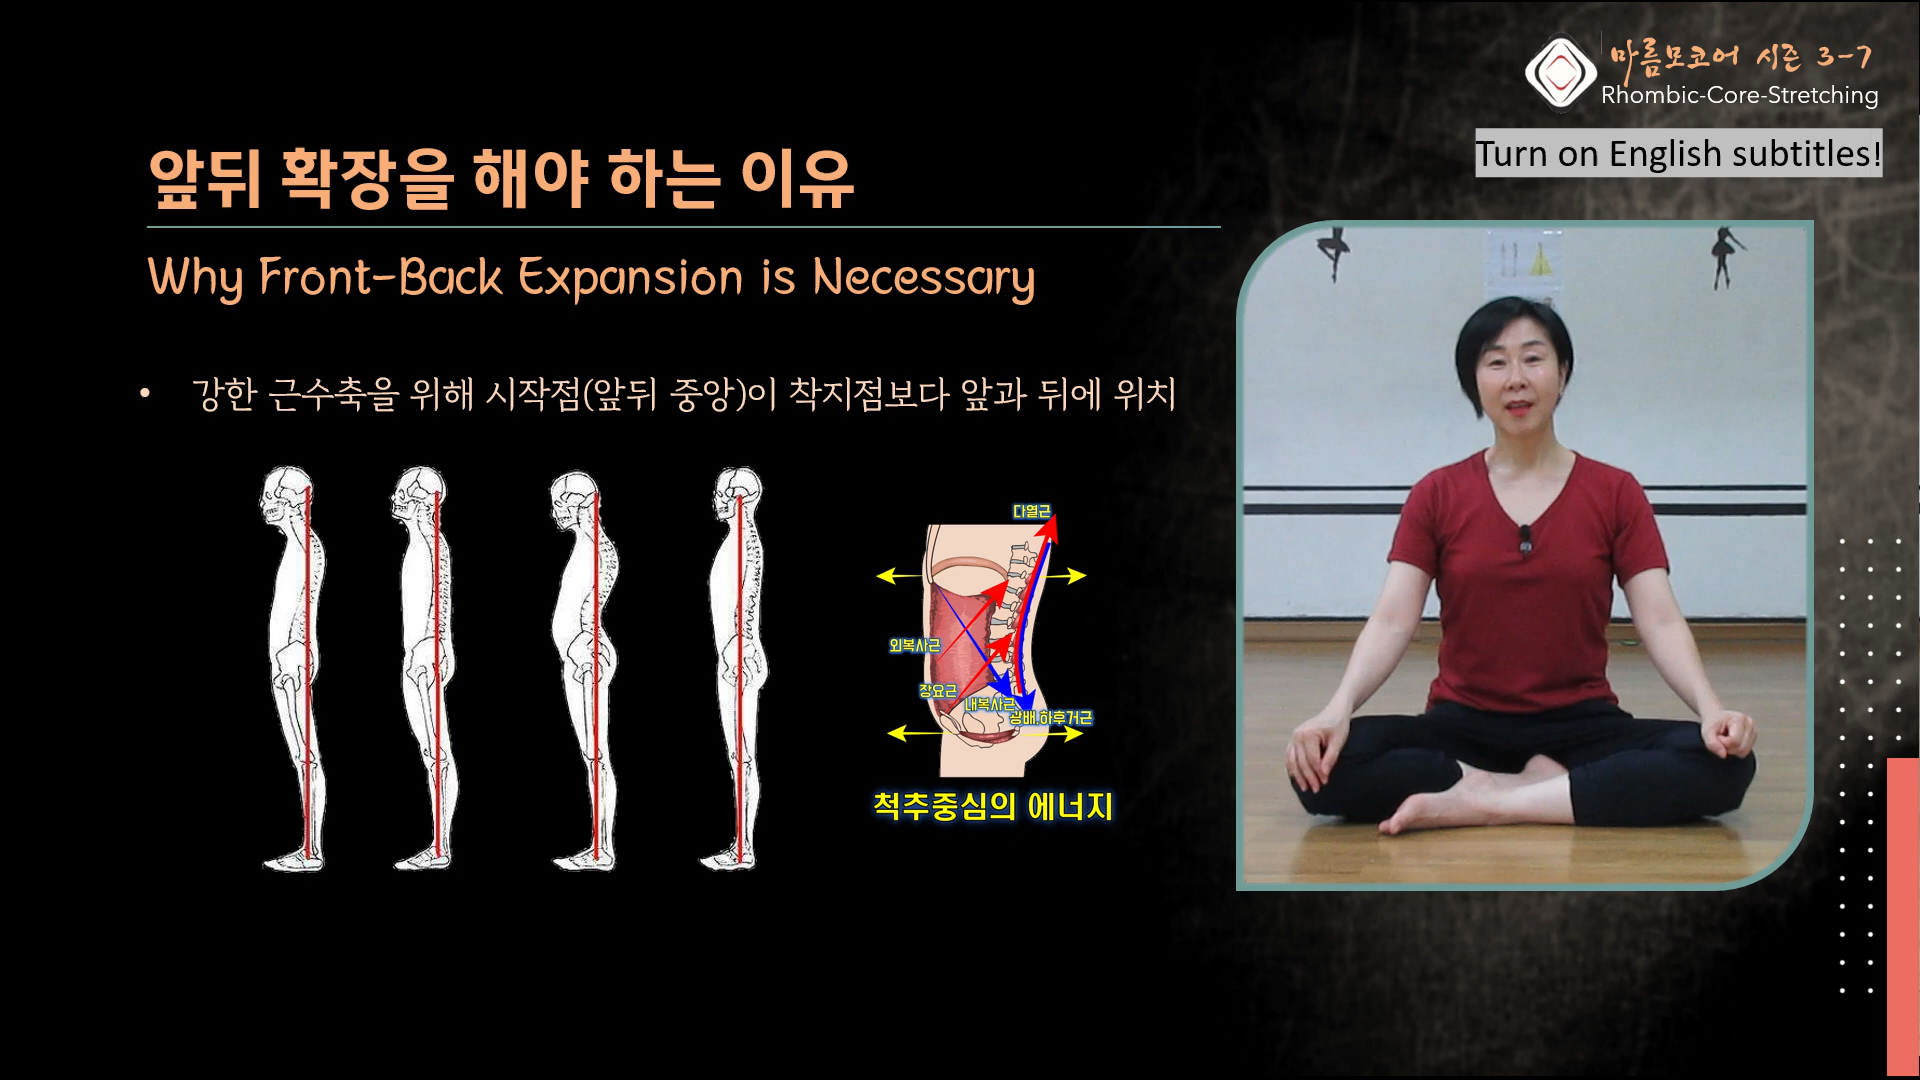 마름모코어 시즌 3-7
Rhombic-Core-Stretching
Turn on English subtitles!
앞뒤 확장을 해야 하는 이유
Why Front-Back Expansion is Necessary
• 강한 근수축을 위해 시작점(앞뒤 중앙)이 착지점보다 앞과 뒤에 위치
다열근
외복사근
장요근
내복사근
광배.하후거근
척추중심의 에너지